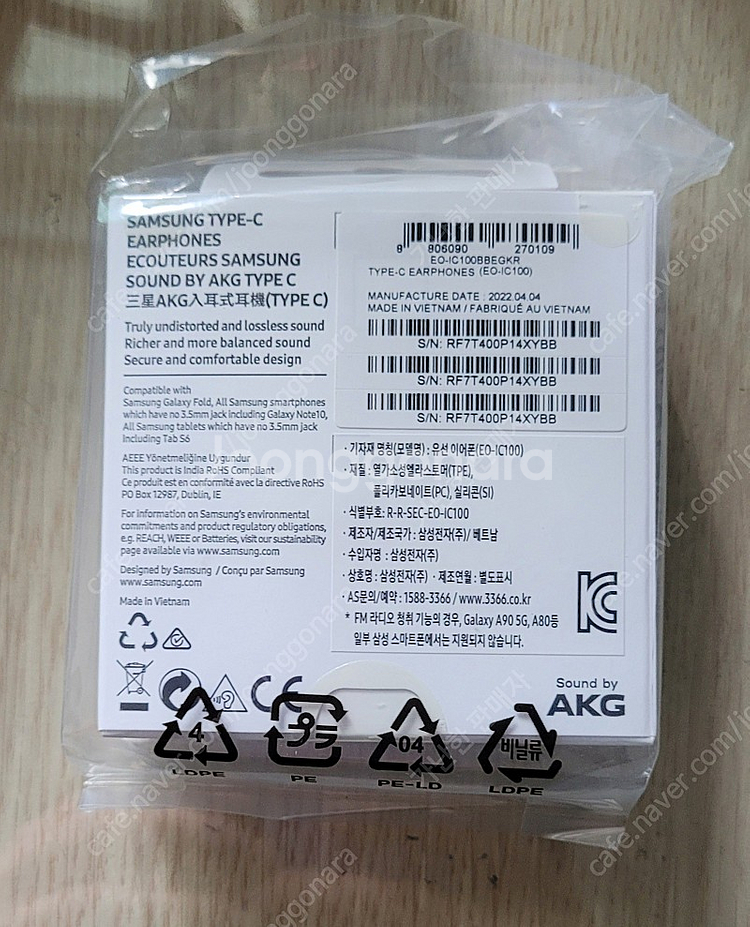 SAMSUNG TYPE-C
EARPHONES
ECOUTEURS SAMSUNG
SOUND BY AKG TYPE C
三星AKG入耳式耳機(TYPE C)
Truly undistorted and lossless sound
Richer and more balanced sound
Secure and comfortable design
Compatible with
Samsung Galaxy Fold, All Samsung smartphones
which have no 3.5mm jack including Galaxy Note10,
All Samsung tablets which have no 3.5mm jack
Including Tab S6
AEEE Yönetmeliğine Uygundur
This product is India RoHS Compliant
Ce produit est en conformité avec la directive RoHS
PO Box 12987, Dublin, IE
For information on Samsung's environmental
commitments and product regulatory obligations,
e.g. REACH, WEEE or Batteries, visit our sustainability
page available via www.samsung.com
Designed by Samsung / Conçu par Samsung
www.samsung.com
Made in Vietnam
8 806090 270109
EO-IC100BBEGKR
TYPE-C EARPHONES (EO-IC100)
MANUFACTURE DATE : 2022.04.04
MADE IN VIETNAM / FABRIQUÉ AU VIETNAM
S/N: RF7T400P14XYBB
S/N: RF7T400P14XYBB
S/N: RF7T400P14XYBB
· 기자재 명칭(모델명) : 유선 이어폰(EO-IC100)
· 재질 : 열가소성엘라스토머(TPE),
폴리카보네이트(PC), 실리콘(SI)
· 식별부호: R-R-SEC-EO-IC100
· 제조자/제조국가 : 삼성전자(주)/ 베트남
· 수입자명 : 삼성전자(주)
· 상호명 : 삼성전자(주) · 제조연월 : 별도표시
· AS문의/예약 : 1588-3366 / www.3366.co.kr
* FM 라디오 청취 기능의 경우, Galaxy A90 5G, A80등
일부 삼성 스마트폰에서는 지원되지 않습니다.
Sound by
AKG
CE
4
LDPE
プラ
PE
04
PE-LD
비닐류
LDPE
joonggonara
cafe.naver.com/joonggonara